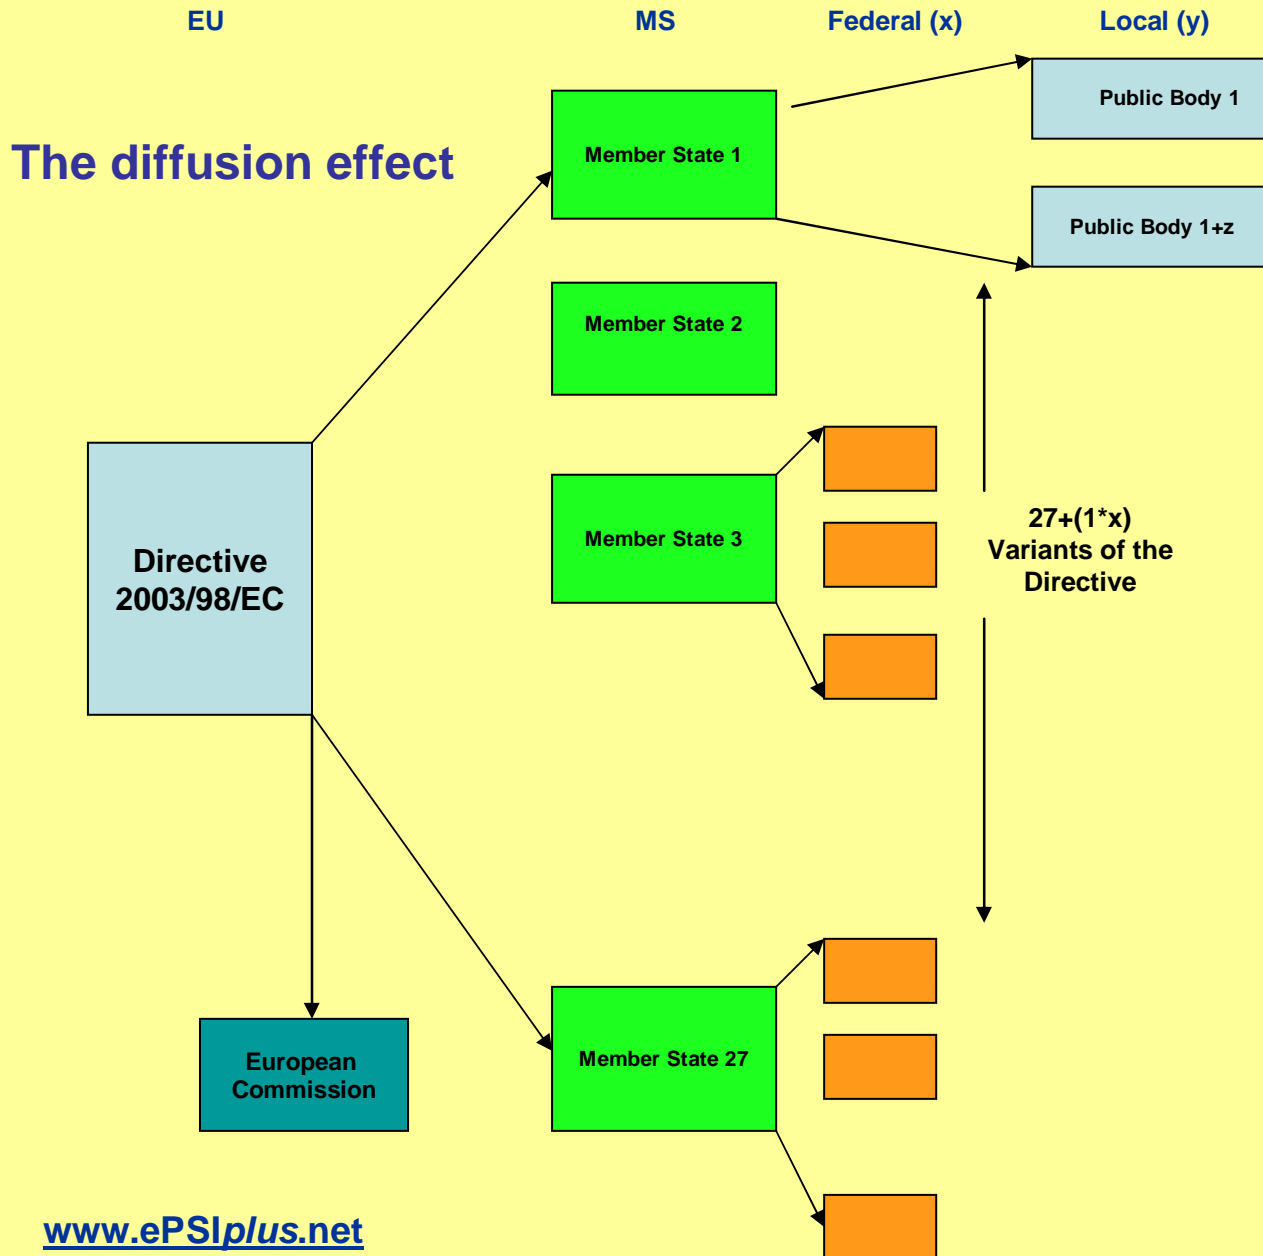 EU
MS
Federal (x)
Local (y)
The diffusion effect
Member State 1
Public Body 1
Public Body 1+z
Member State 2
Member State 3
27+(1*x)
Variants of the
Directive
Directive
2003/98/EC
European
Commission
Member State 27
www.ePSIplus.net